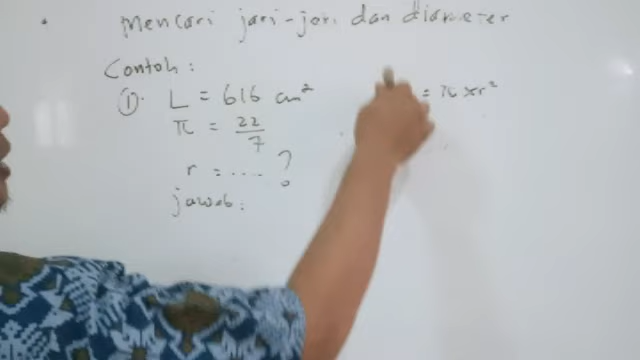 Mencari jari-jari dan diameter
Contoh :
①. L = 616 cm² = π x r²
π = 22/7
r = .... ?
jawab :